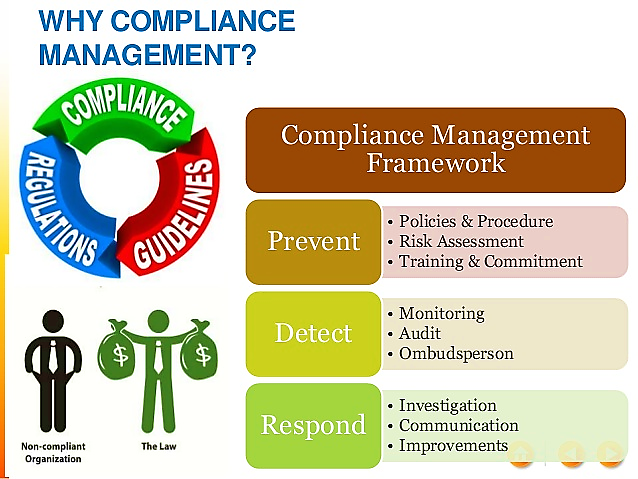 WHY COMPLIANCE
MANAGEMENT?
COMPLIANCE
REGULATIONS
GUIDELINES
Compliance Management
Framework
Prevent
• Policies & Procedure
• Risk Assessment
• Training & Commitment
Detect
• Monitoring
• Audit
• Ombudsperson
Respond
• Investigation
• Communication
• Improvements
$ $
Non-compliant
Organization
The Law